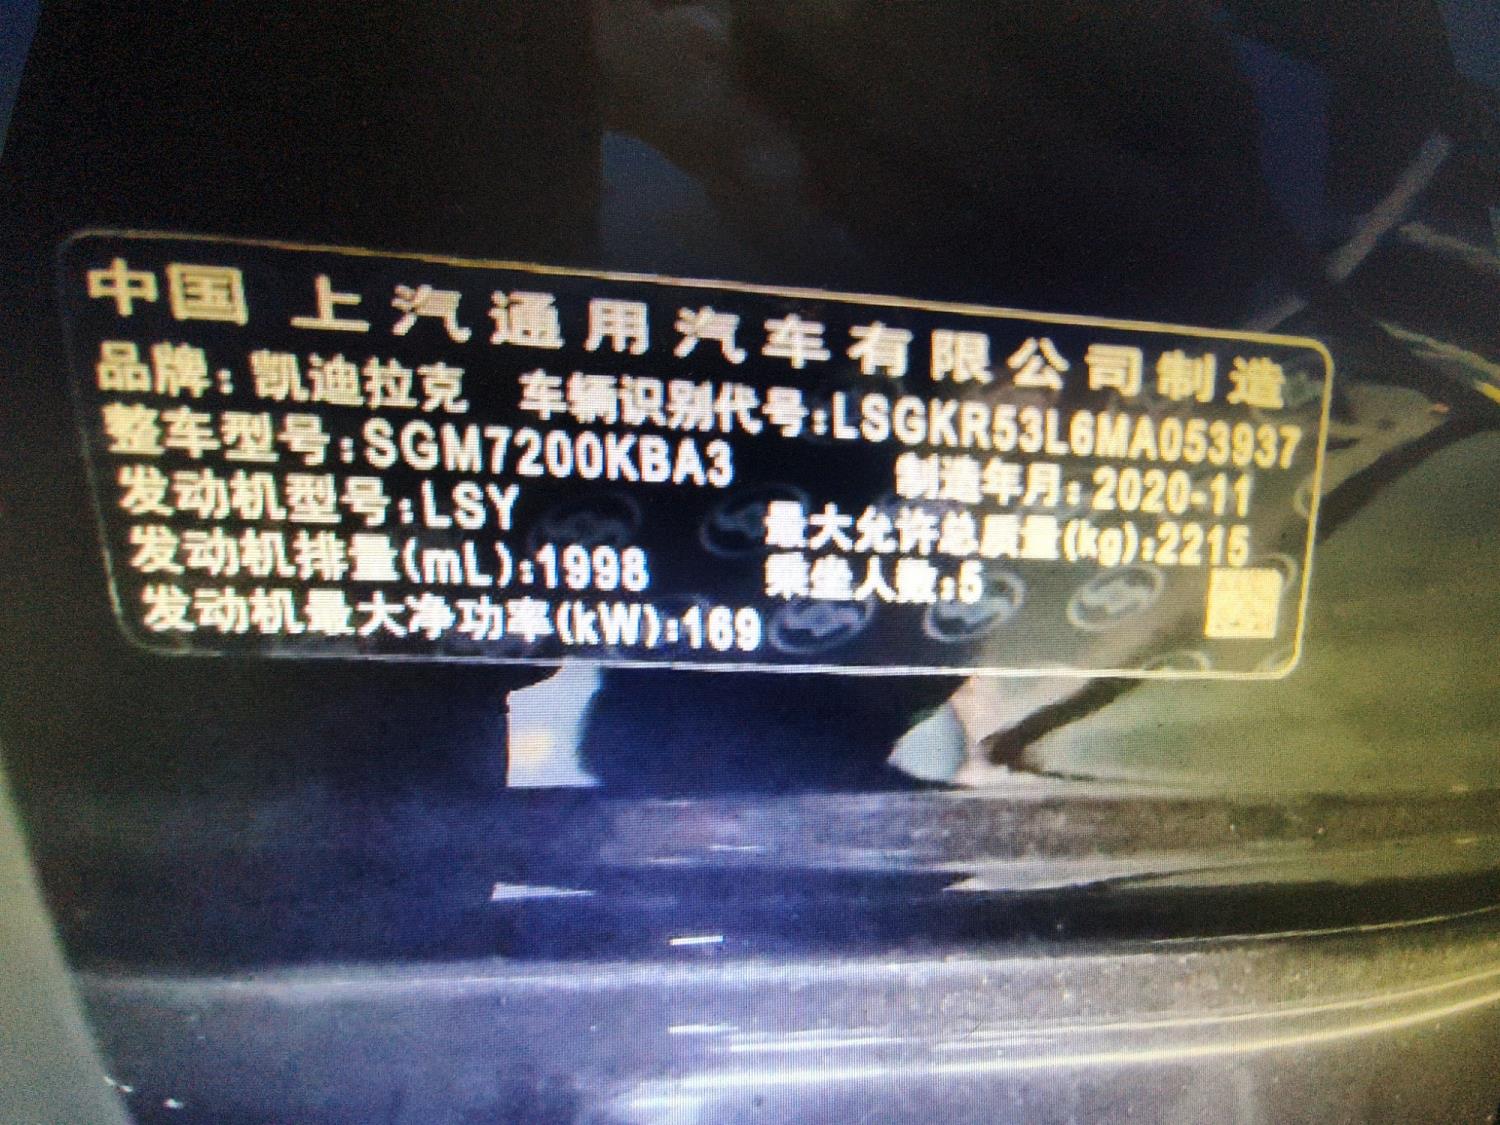 中国 上汽通用汽车有限公司制造
品牌:凯迪拉克 车辆识别代号:LSGKR53L6MA053937
整车型号:SGM7200KBA3 制造年月:2020-11
发动机型号:LSY 最大允许总质量(kg):2215
发动机排量(mL):1998 乘坐人数:5
发动机最大净功率(kW):169